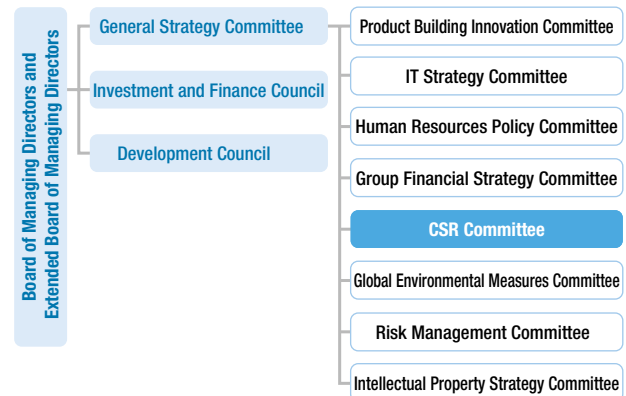 Board of Managing Directors and
Extended Board of Managing Directors
General Strategy Committee
Investment and Finance Council
Development Council
Product Building Innovation Committee
IT Strategy Committee
Human Resources Policy Committee
Group Financial Strategy Committee
CSR Committee
Global Environmental Measures Committee
Risk Management Committee
Intellectual Property Strategy Committee